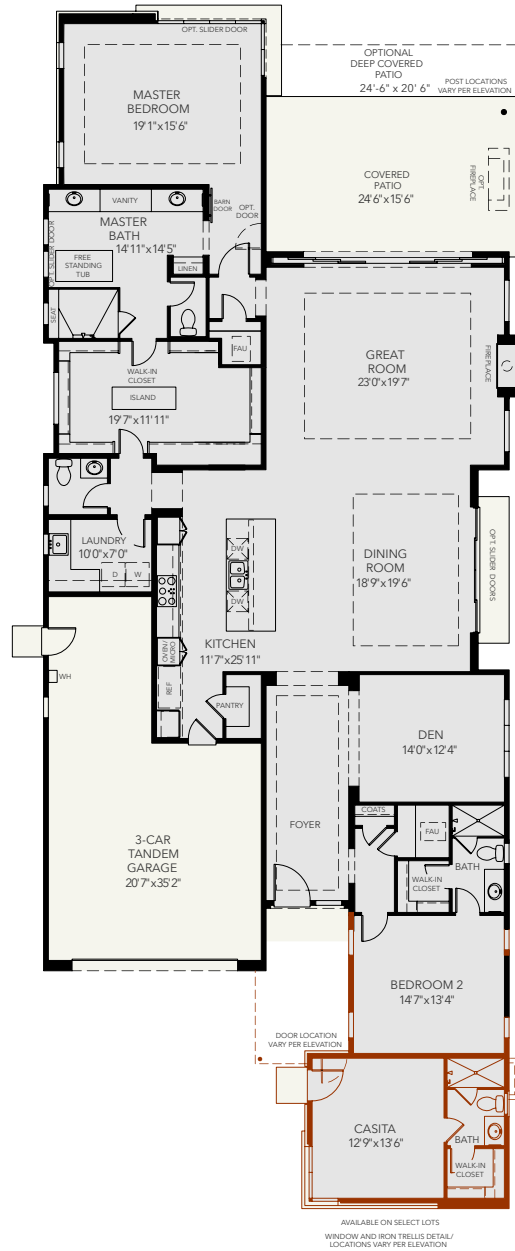 OPT. SLIDER DOOR
OPTIONAL
DEEP COVERED
PATIO
24'-6" x 20' 6"
POST LOCATIONS
VARY PER ELEVATION
MASTER
BEDROOM
19'1"x15'6"
COVERED
PATIO
24'6"x15'6"
OPT.
FIREPLACE
VANITY
BARN
DOOR
OPT.
DOOR
MASTER
BATH
14'11"x14'5"
OPT. SLIDER DOOR
FREE
STANDING
TUB
LINEN
SEAT
FAU
GREAT
ROOM
23'0"x19'7"
FIREPLACE
WALK-IN
CLOSET
ISLAND
19'7"x11'11"
LAUNDRY
10'0"x7'0"
D
W
DW
DW
DINING
ROOM
18'9"x19'6"
OPT. SLIDER DOORS
KITCHEN
11'7"x25'11"
OVEN/
MICRO
REF.
WH
PANTRY
DEN
14'0"x12'4"
FOYER
COATS
FAU
BATH
WALK-IN
CLOSET
3-CAR
TANDEM
GARAGE
20'7"x35'2"
BEDROOM 2
14'7"x13'4"
DOOR LOCATION
VARY PER ELEVATION
CASITA
12'9"x13'6"
BATH
WALK-IN
CLOSET
AVAILABLE ON SELECT LOTS
WINDOW AND IRON TRELLIS DETAIL/
LOCATIONS VARY PER ELEVATION